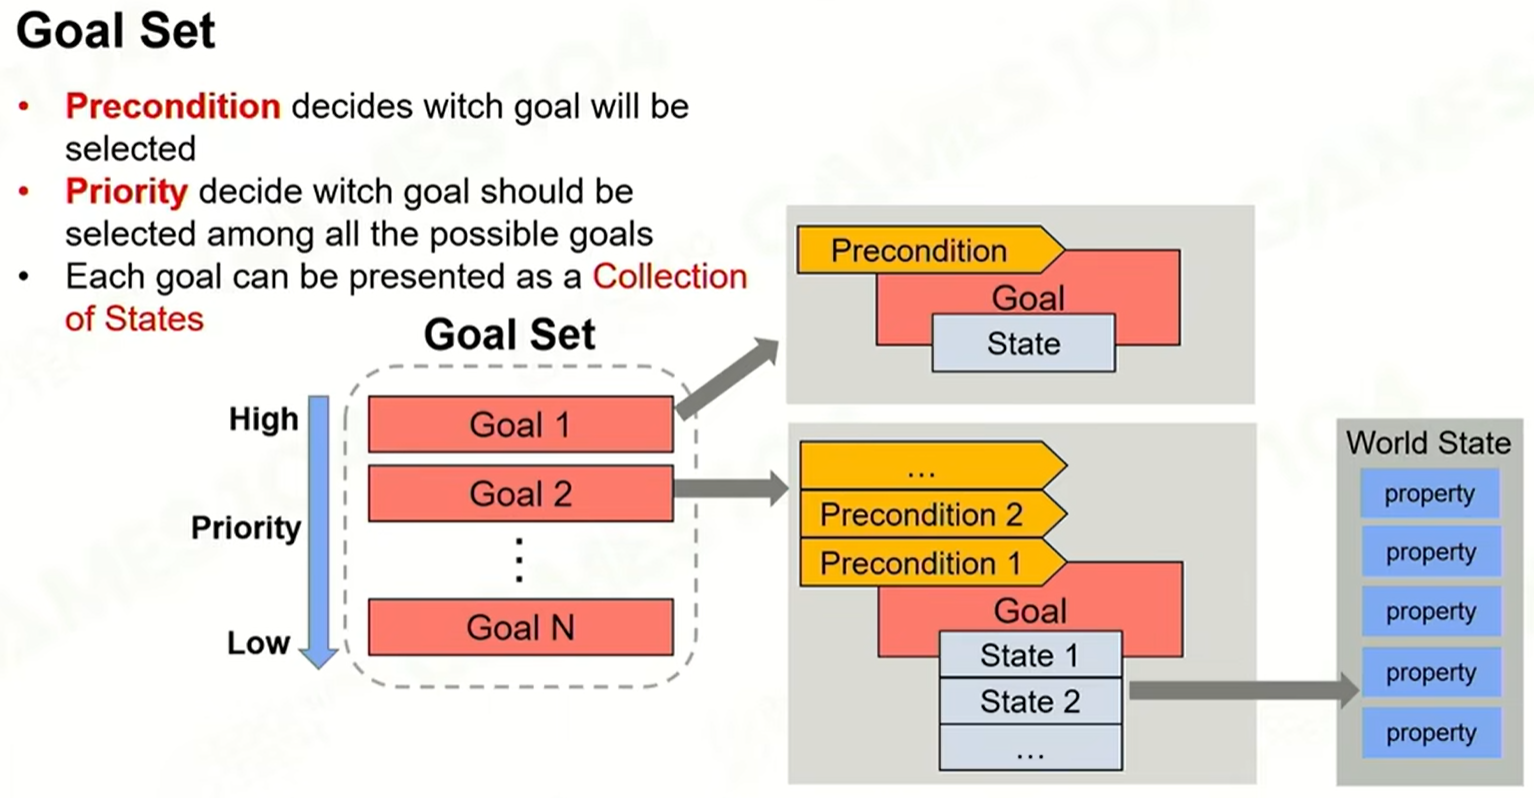 Goal Set
• Precondition decides witch goal will be
selected
• Priority decide witch goal should be
selected among all the possible goals
• Each goal can be presented as a Collection
of States
Goal Set
High
Priority
Low
Goal 1
Goal 2
⋮
Goal N
Precondition
Goal
State
...
Precondition 2
Precondition 1
Goal
State 1
State 2
...
World State
property
property
property
property
property
GAMES104